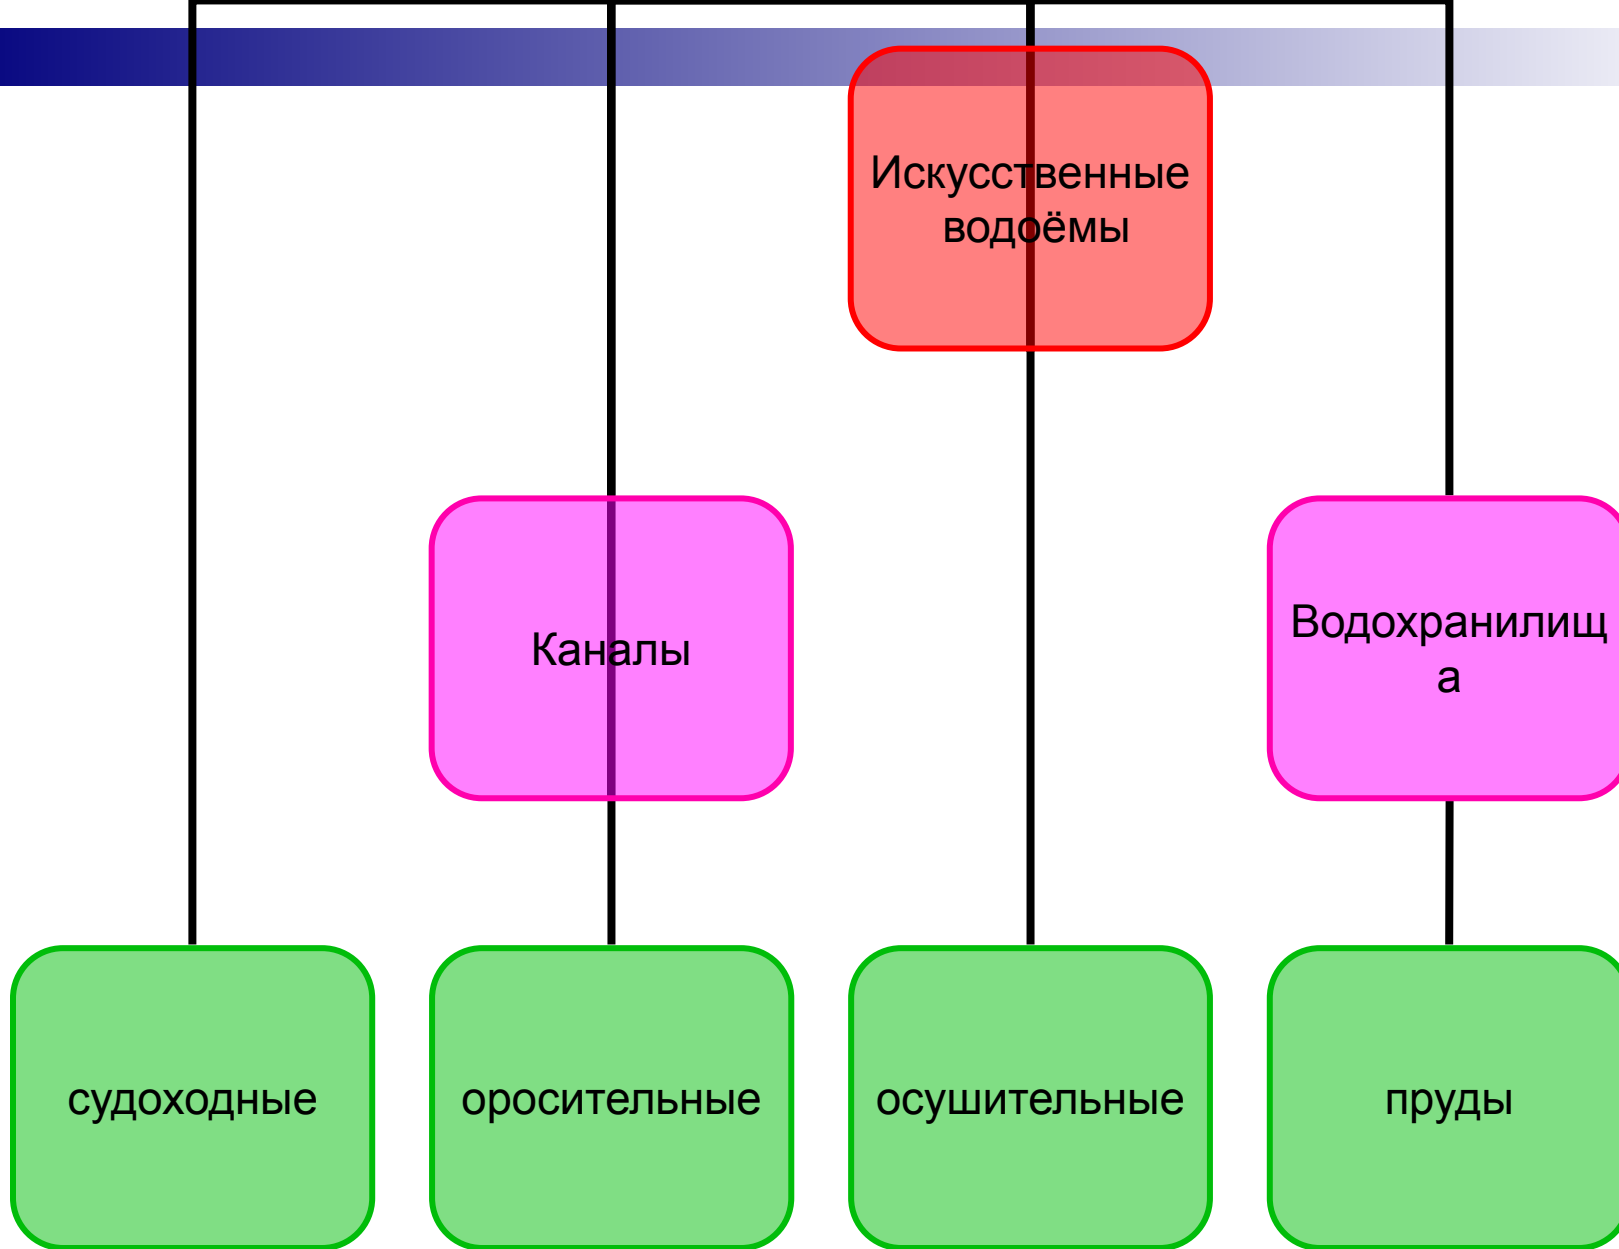 Искусственные
водоёмы
Каналы
Водохранилищ
а
судоходные
оросительные
осушительные
пруды